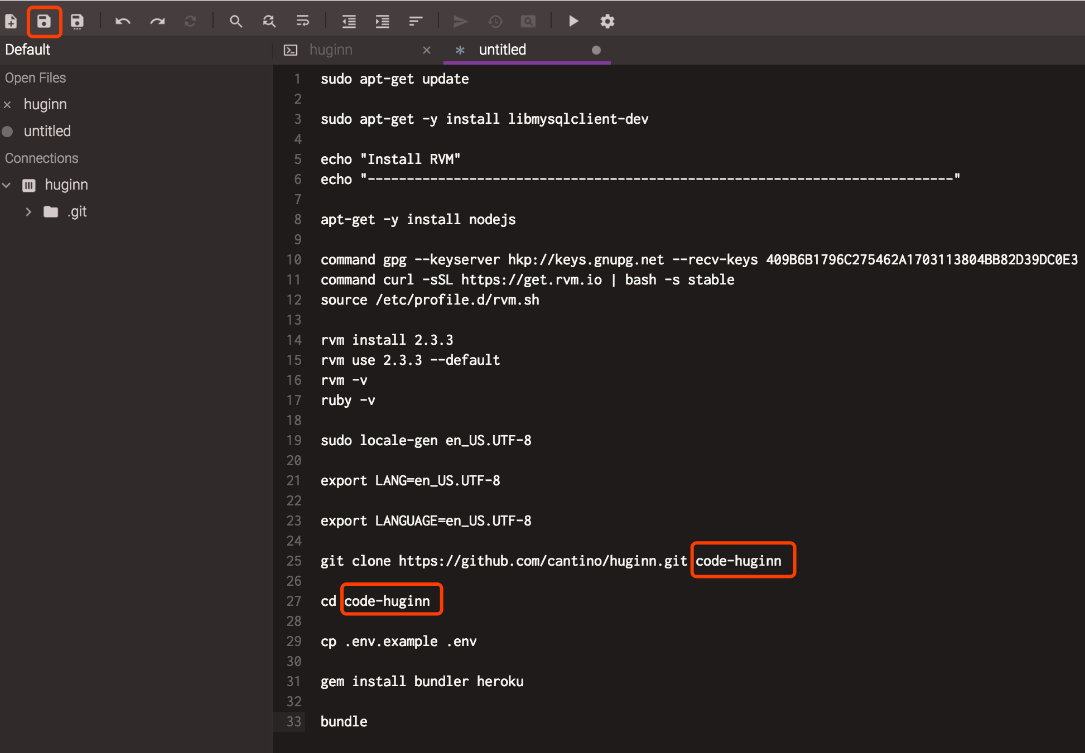 Default
huginn
untitled
Open Files
huginn
untitled
Connections
huginn
.git
1 sudo apt-get update
2
3 sudo apt-get -y install libmysqlclient-dev
4
5 echo "Install RVM"
6 echo "---------------------------------------------------------------------------"
7
8 apt-get -y install nodejs
9
10 command gpg --keyserver hkp://keys.gnupg.net --recv-keys 409B6B1796C275462A1703113804BB82D39DC0E3
11 command curl -sSL https://get.rvm.io | bash -s stable
12 source /etc/profile.d/rvm.sh
13
14 rvm install 2.3.3
15 rvm use 2.3.3 --default
16 rvm -v
17 ruby -v
18
19 sudo locale-gen en_US.UTF-8
20
21 export LANG=en_US.UTF-8
22
23 export LANGUAGE=en_US.UTF-8
24
25 git clone https://github.com/cantino/huginn.git code-huginn
26
27 cd code-huginn
28
29 cp .env.example .env
30
31 gem install bundler heroku
32
33 bundle